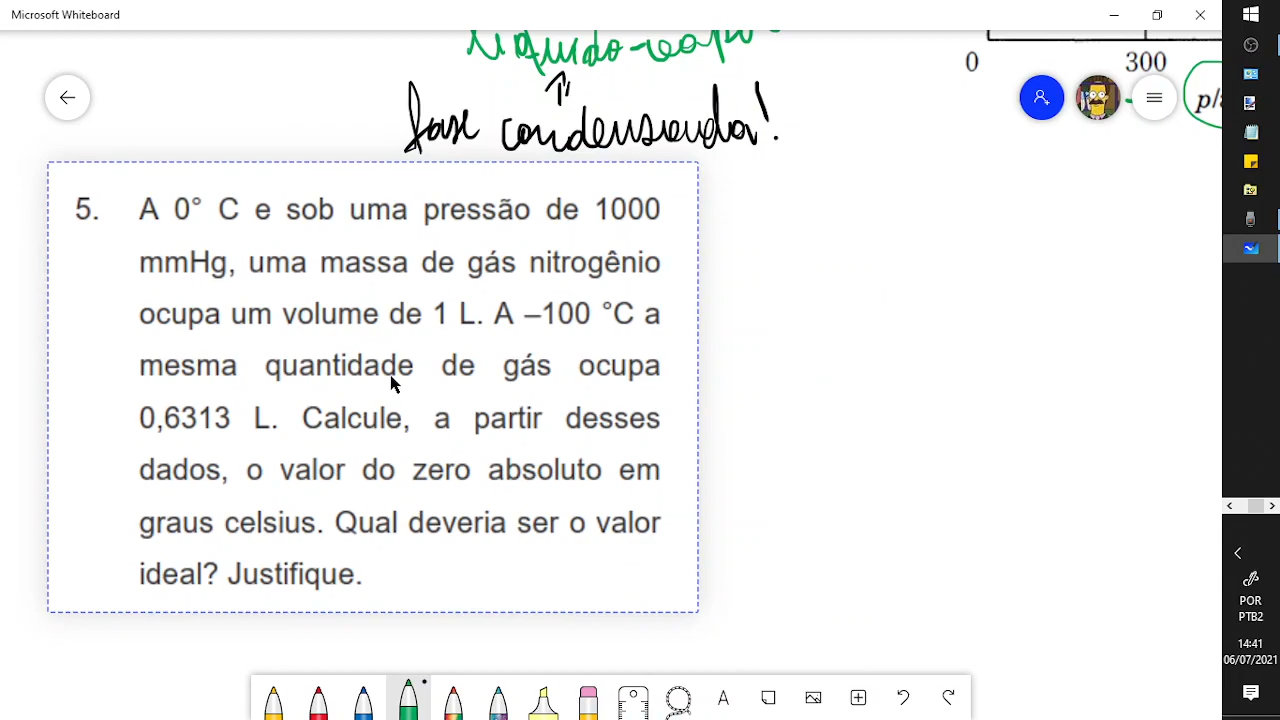 Microsoft Whiteboard
líquido-vapor
0
300
fase condensada!
5. A 0° C e sob uma pressão de 1000
mmHg, uma massa de gás nitrogênio
ocupa um volume de 1 L. A –100 °C a
mesma quantidade de gás ocupa
0,6313 L. Calcule, a partir desses
dados, o valor do zero absoluto em
graus celsius. Qual deveria ser o valor
ideal? Justifique.
POR
PTB2
14:41
06/07/2021